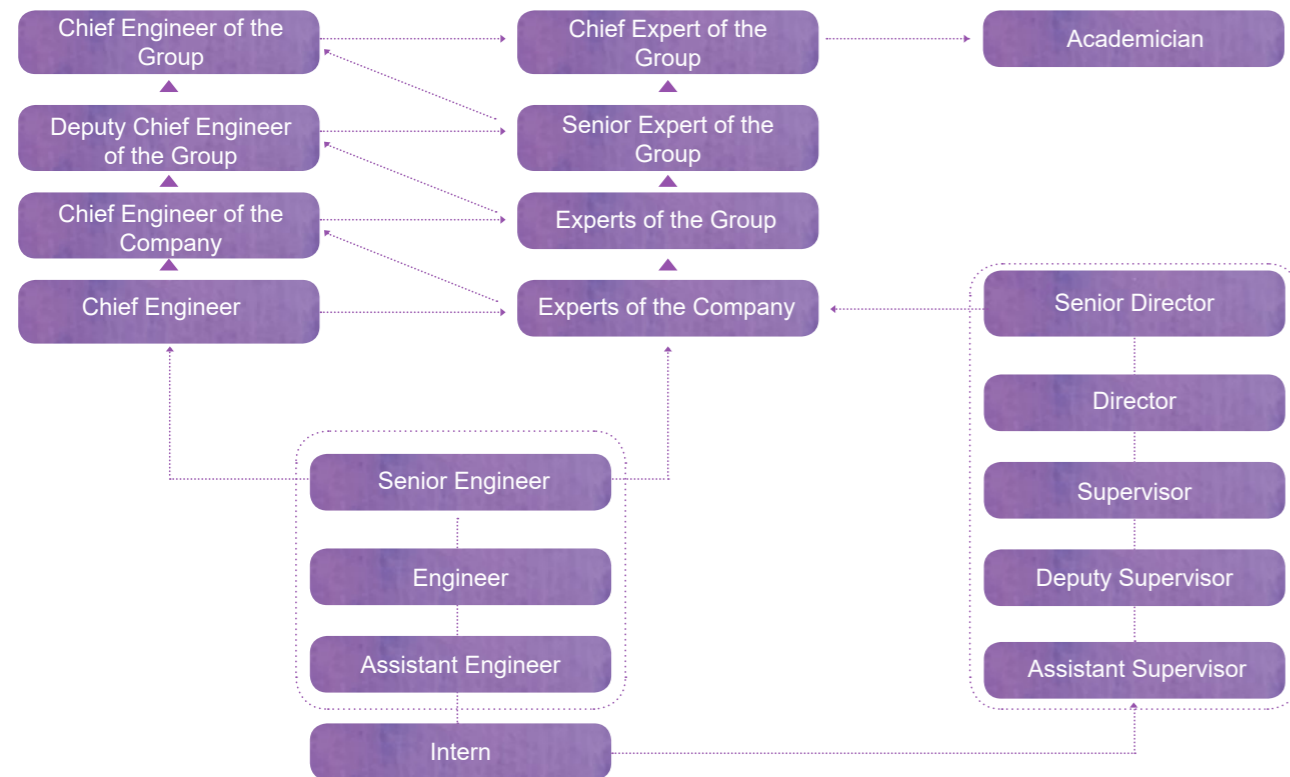 Chief Engineer of the
Group
Chief Expert of the
Group
Academician
Deputy Chief Engineer
of the Group
Senior Expert of the
Group
Chief Engineer of the
Company
Experts of the Group
Chief Engineer
Experts of the Company
Senior Director
Director
Senior Engineer
Supervisor
Engineer
Deputy Supervisor
Assistant Engineer
Assistant Supervisor
Intern